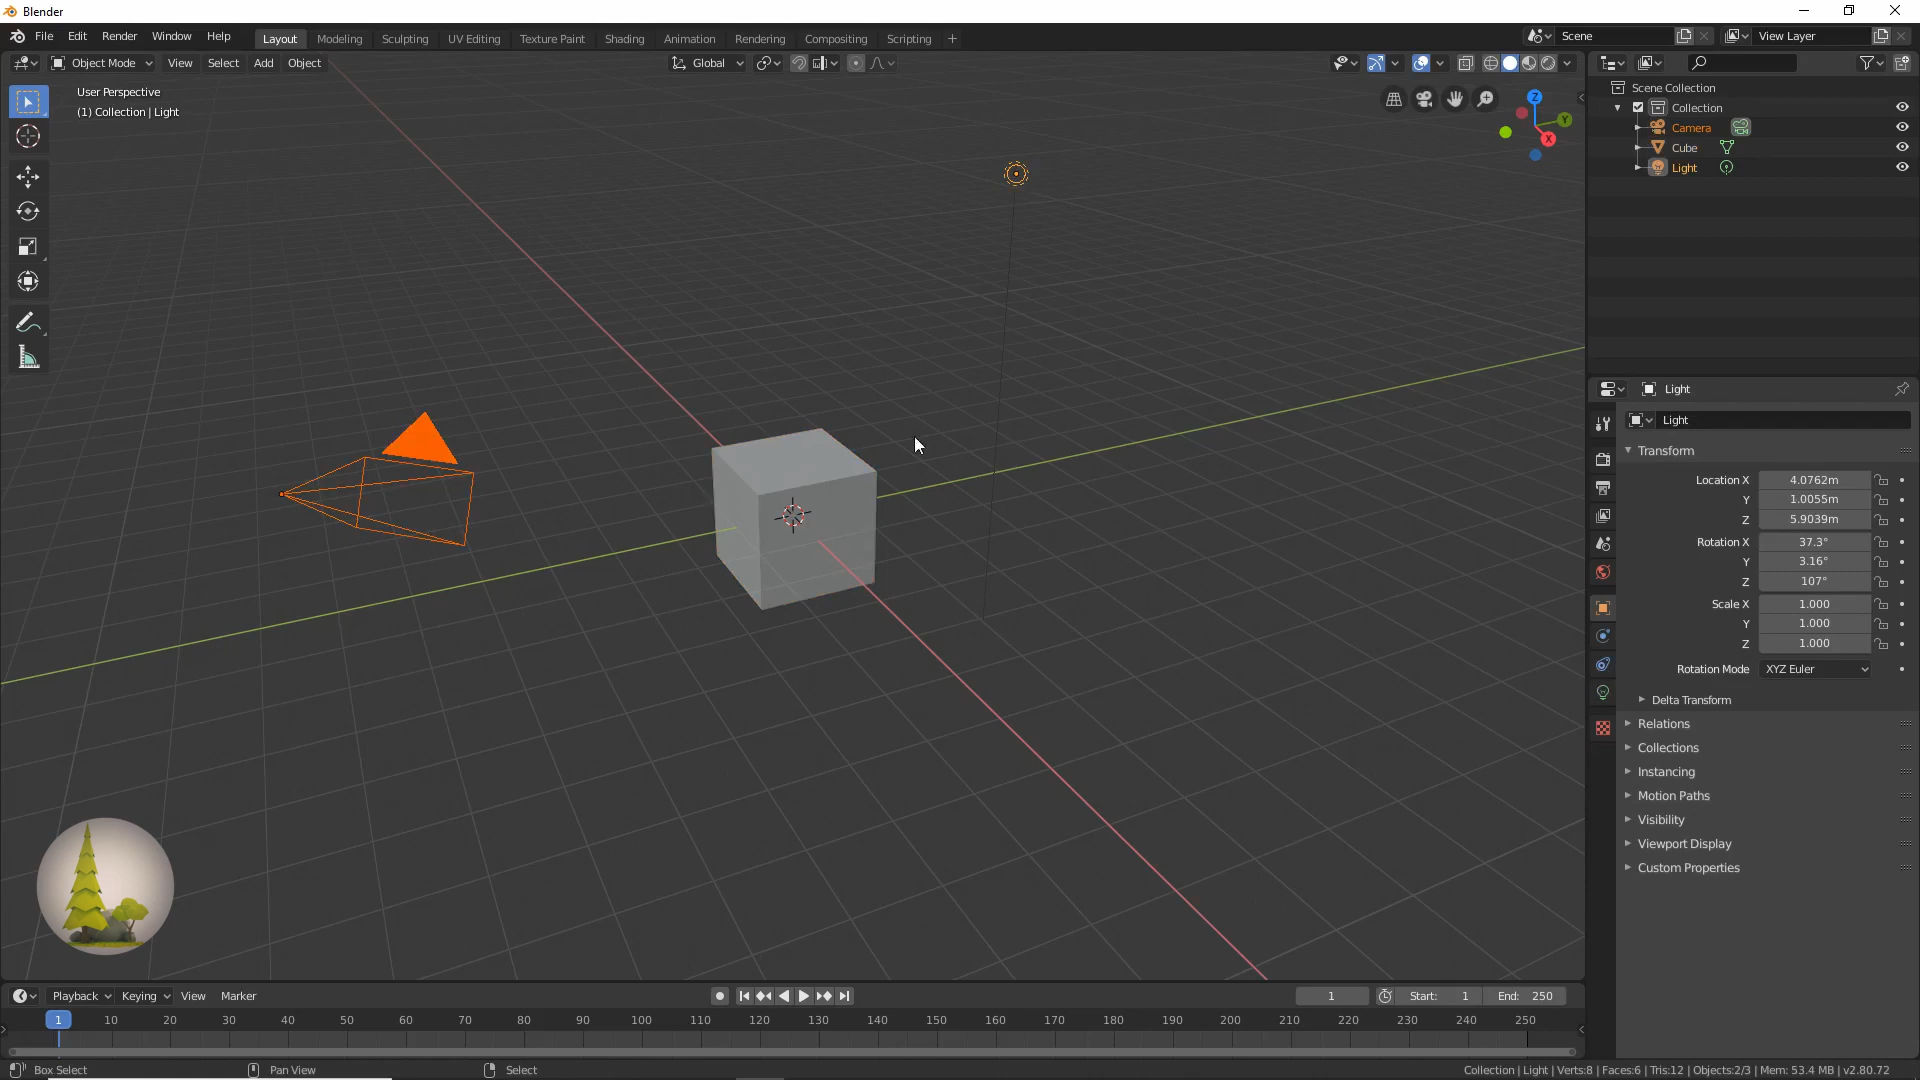 Blender
File Edit Render Window Help Layout Modeling Sculpting UV Editing Texture Paint Shading Animation Rendering Compositing Scripting + Scene View Layer
Object Mode View Select Add Object Global
User Perspective
(1) Collection | Light
Z
Y
X
Scene Collection
Collection
Camera
Cube
Light
Light
Light
Transform
Location X 4.0762m
Y 1.0055m
Z 5.9039m
Rotation X 37.3°
Y 3.16°
Z 107°
Scale X 1.000
Y 1.000
Z 1.000
Rotation Mode XYZ Euler
Delta Transform
Relations
Collections
Instancing
Motion Paths
Visibility
Viewport Display
Custom Properties
Playback Keying View Marker 1 Start: 1 End: 250
1 10 20 30 40 50 60 70 80 90 100 110 120 130 140 150 160 170 180 190 200 210 220 230 240 250
Box Select Pan View Select Collection | Light | Verts:8 | Faces:6 | Tris:12 | Objects:2/3 | Mem: 53.4 MB | v2.80.72